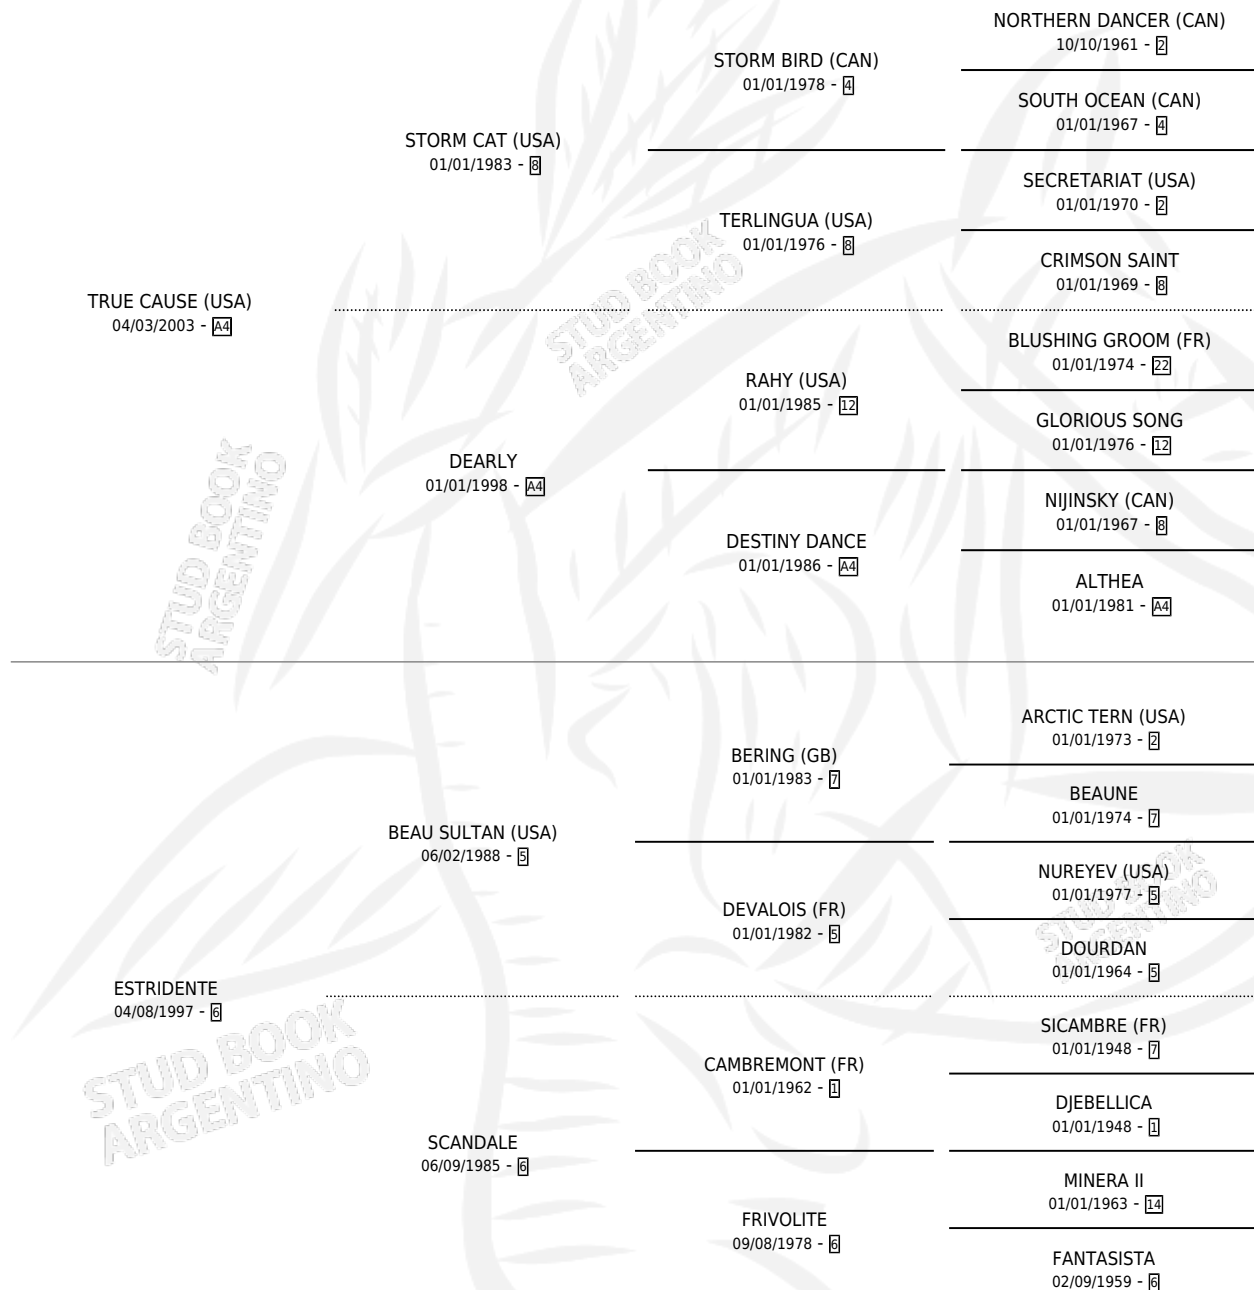 NORTHERN DANCER (CAN)
10/10/1961 - 2
STORM BIRD (CAN)
01/01/1978 - 4
SOUTH OCEAN (CAN)
01/01/1967 - 4
STORM CAT (USA)
01/01/1983 - 8
SECRETARIAT (USA)
01/01/1970 - 2
TERLINGUA (USA)
01/01/1976 - 8
CRIMSON SAINT
01/01/1969 - 8
TRUE CAUSE (USA)
04/03/2003 - A4
BLUSHING GROOM (FR)
01/01/1974 - 22
RAHY (USA)
01/01/1985 - 12
GLORIOUS SONG
01/01/1976 - 12
DEARLY
01/01/1998 - A4
NIJINSKY (CAN)
01/01/1967 - 8
DESTINY DANCE
01/01/1986 - A4
ALTHEA
01/01/1981 - A4
ARCTIC TERN (USA)
01/01/1973 - 2
BERING (GB)
01/01/1983 - 7
BEAUNE
01/01/1974 - 7
BEAU SULTAN (USA)
06/02/1988 - 5
NUREYEV (USA)
01/01/1977 - 5
DEVALOIS (FR)
01/01/1982 - 5
DOURDAN
01/01/1964 - 5
ESTRIDENTE
04/08/1997 - 6
SICAMBRE (FR)
01/01/1948 - 7
CAMBREMONT (FR)
01/01/1962 - 1
DJEBELLICA
01/01/1948 - 1
SCANDALE
06/09/1985 - 6
MINERA II
01/01/1963 - 14
FRIVOLITE
09/08/1978 - 6
FANTASISTA
02/09/1959 - 6
STUD BOOK
ARGENTINO
STUD BOOK
ARGENTINO
STUD BOOK
ARGENTINO
STUD BOOK
ARGENTINO